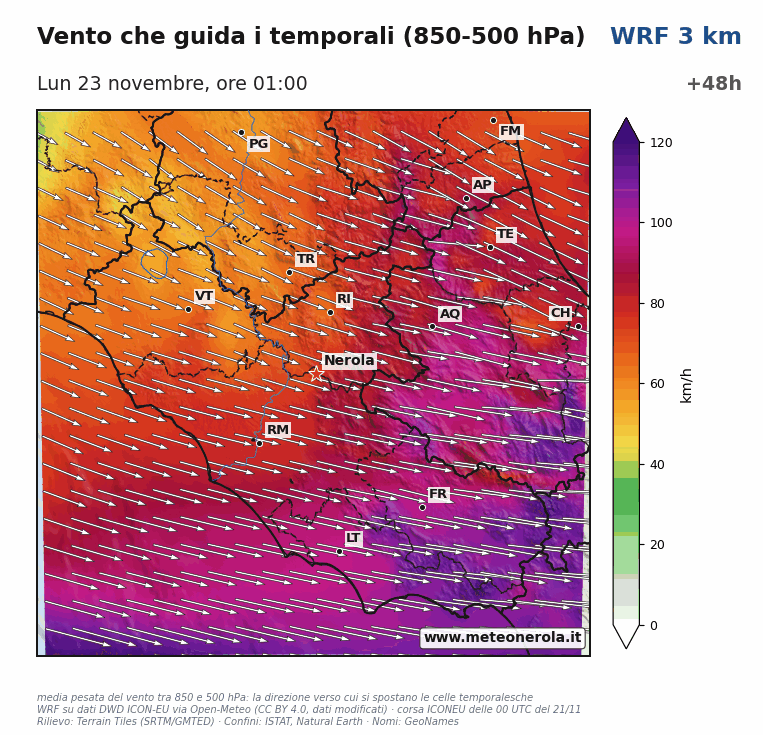 Vento che guida i temporali (850-500 hPa) WRF 3 km
Lun 23 novembre, ore 01:00 +48h
PG
FM
AP
TE
TR
VT
RI
AQ
CH
Nerola
RM
FR
LT
www.meteonerola.it
120
100
80
60
40
20
0
km/h
media pesata del vento tra 850 e 500 hPa: la direzione verso cui si spostano le celle temporalesche
WRF su dati DWD ICON-EU via Open-Meteo (CC BY 4.0, dati modificati) · corsa ICONEU delle 00 UTC del 21/11
Rilievo: Terrain Tiles (SRTM/GMTED) · Confini: ISTAT, Natural Earth · Nomi: GeoNames